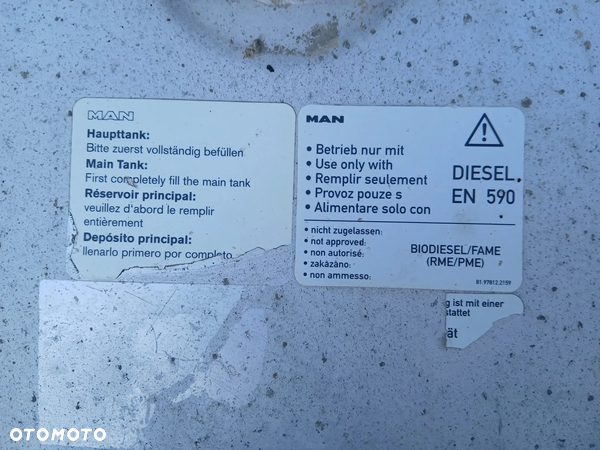 MAN
Haupttank:
Bitte zuerst vollständig befüllen
Main Tank:
First completely fill the main tank
Réservoir principal:
veuillez d'abord le remplir
entièrement
Depósito principal:
llenarlo primero por completo
MAN
• Betrieb nur mit
• Use only with
• Remplir seulement
• Provoz pouze s
• Alimentare solo con
DIESEL
EN 590
• nicht zugelassen:
• not approved:
• non autorisé:
• zakázàno:
• non ammesso:
BIODIESEL/FAME
(RME/PME)
81.97812.2159
g ist mit einer
stattet
ät
OTOMOTO